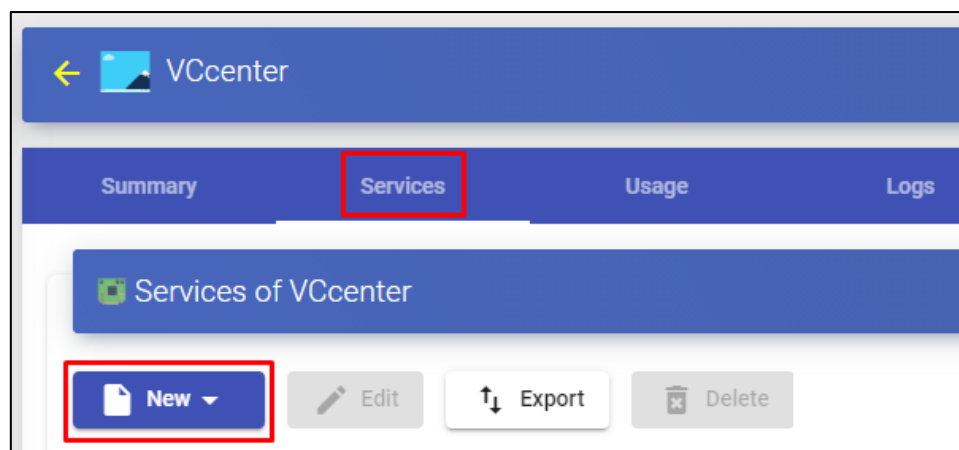 VCcenter
Summary Services Usage Logs
Services of VCcenter
New Edit Export Delete